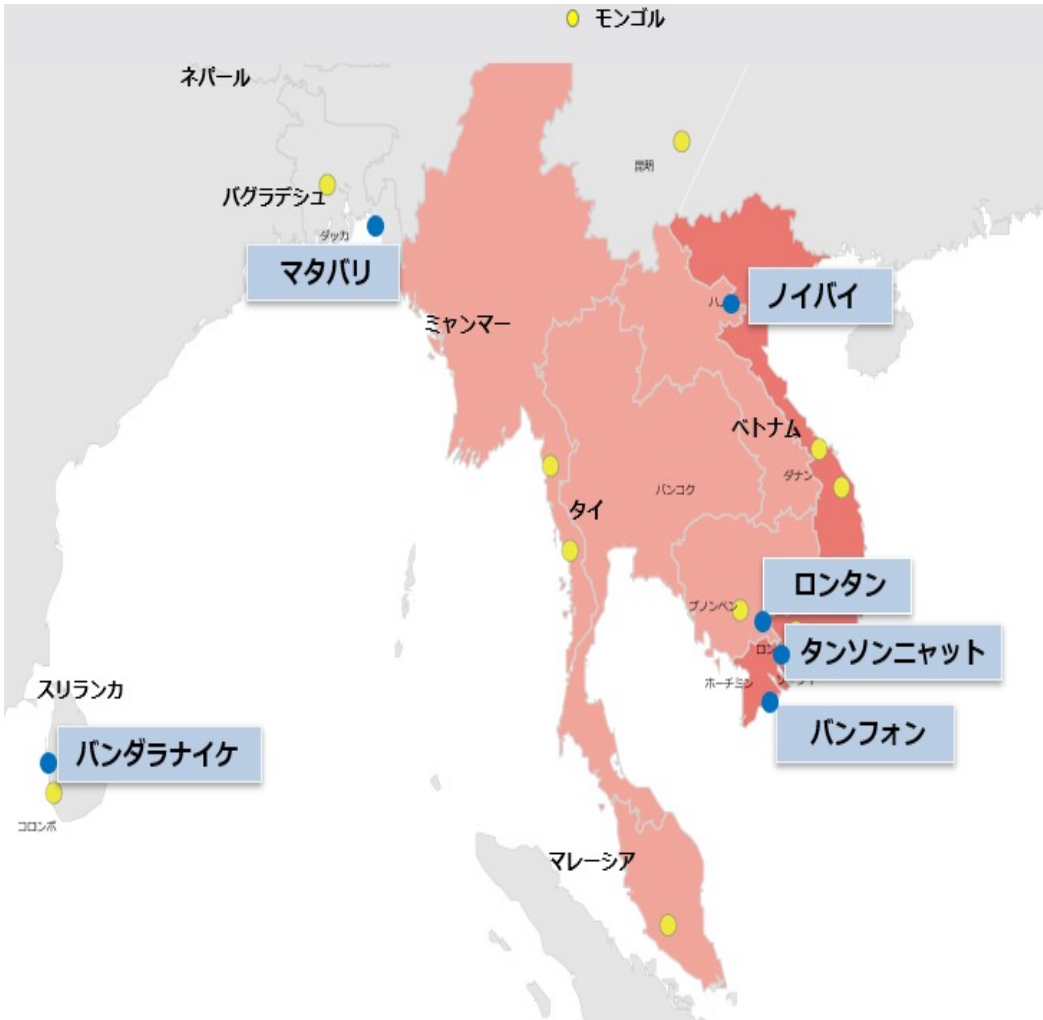 モンゴル
ネパール
昆明
バグラデシュ
ダッカ
マタバリ
ノイバイ
ミャンマー
ベトナム
ダナン
バンコク
タイ
ロンタン
プノンペン
タンソンニャット
ホーチミン
スリランカ
バンフォン
バンダラナイケ
コロンボ
マレーシア